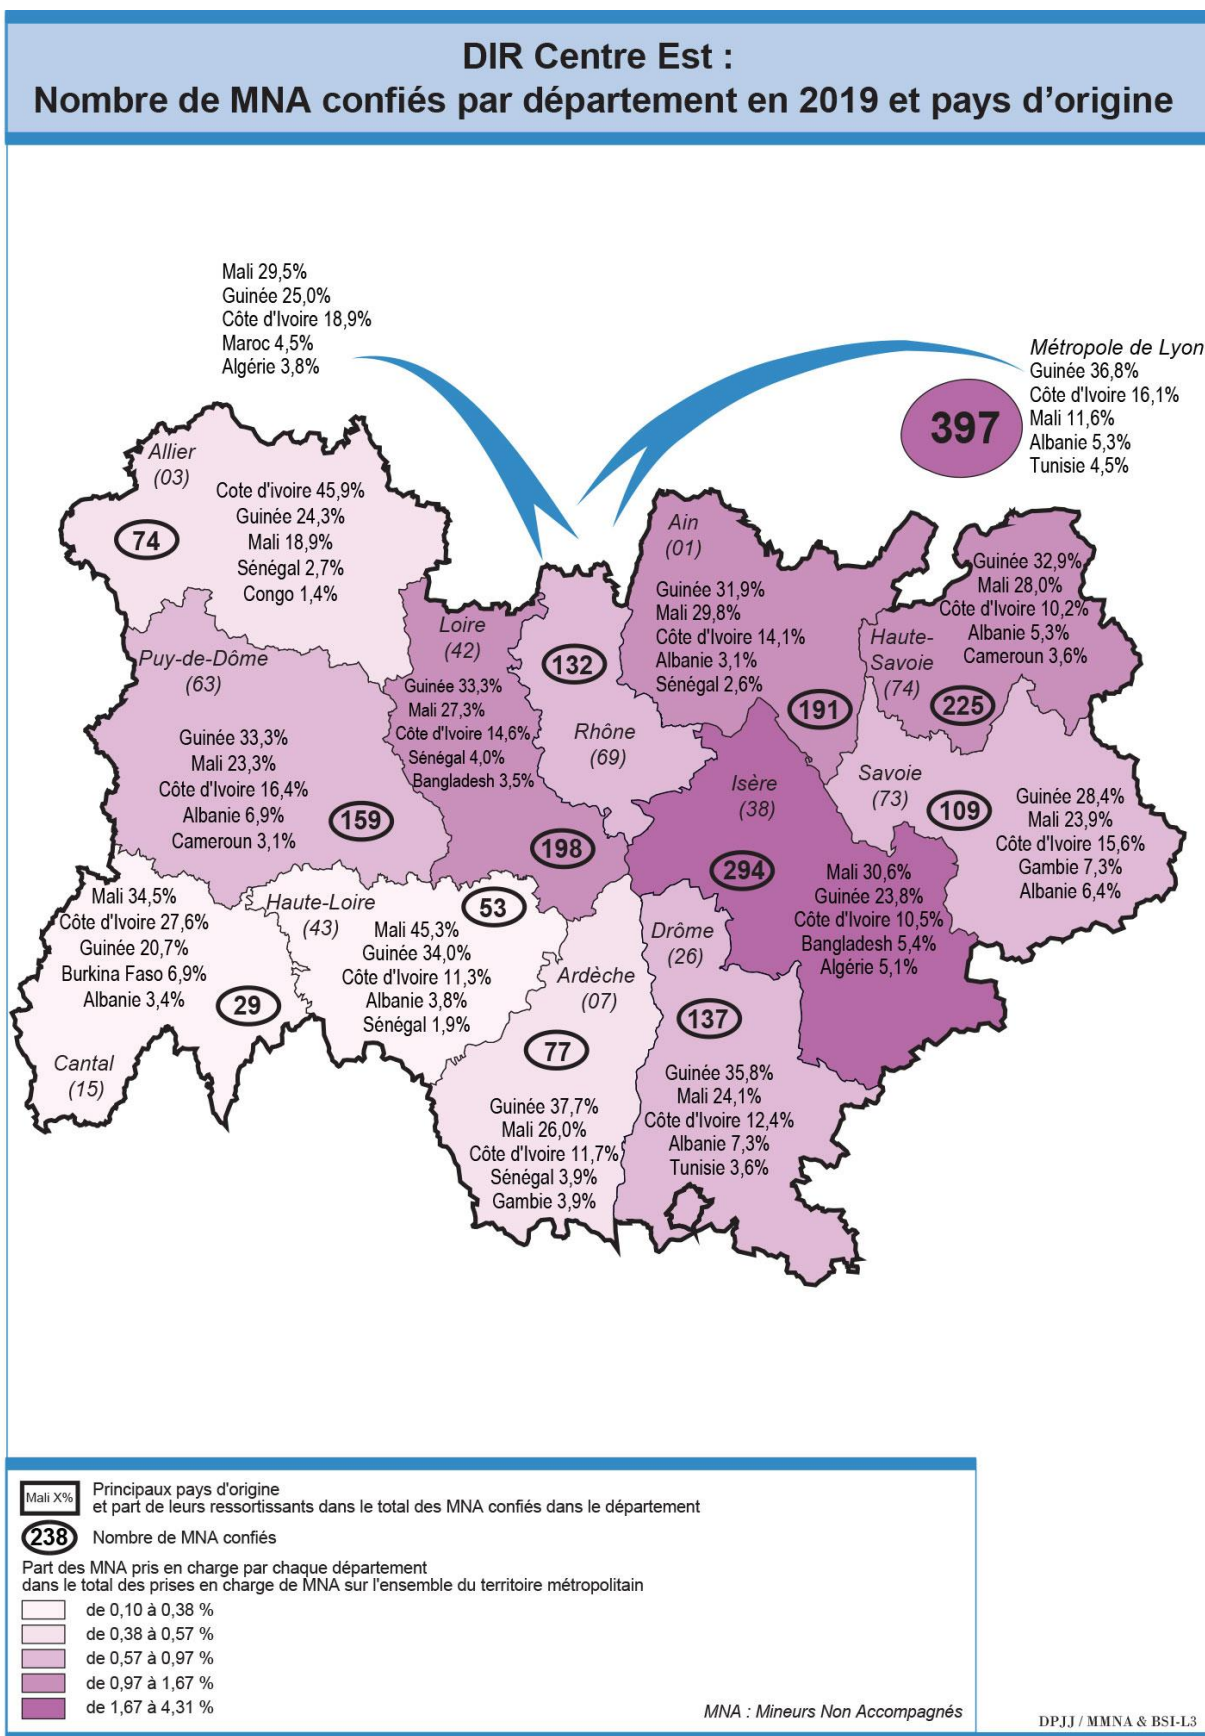 DIR Centre Est :
Nombre de MNA confiés par département en 2019 et pays d'origine
Mali 29,5%
Guinée 25,0%
Côte d'Ivoire 18,9%
Maroc 4,5%
Algérie 3,8%
Métropole de Lyon
397
Guinée 36,8%
Côte d'Ivoire 16,1%
Mali 11,6%
Albanie 5,3%
Tunisie 4,5%
Allier
(03)
74
Cote d'ivoire 45,9%
Guinée 24,3%
Mali 18,9%
Sénégal 2,7%
Congo 1,4%
Ain
(01)
Guinée 31,9%
Mali 29,8%
Côte d'Ivoire 14,1%
Albanie 3,1%
Sénégal 2,6%
191
Guinée 32,9%
Mali 28,0%
Côte d'Ivoire 10,2%
Albanie 5,3%
Cameroun 3,6%
Haute-
Savoie
(74)
225
Loire
(42)
Guinée 33,3%
Mali 27,3%
Côte d'Ivoire 14,6%
Sénégal 4,0%
Bangladesh 3,5%
198
132
Rhône
(69)
Puy-de-Dôme
(63)
Guinée 33,3%
Mali 23,3%
Côte d'Ivoire 16,4%
Albanie 6,9%
Cameroun 3,1%
159
Isère
(38)
294
Mali 30,6%
Guinée 23,8%
Côte d'Ivoire 10,5%
Bangladesh 5,4%
Algérie 5,1%
Savoie
(73)
109
Guinée 28,4%
Mali 23,9%
Côte d'Ivoire 15,6%
Gambie 7,3%
Albanie 6,4%
Mali 34,5%
Côte d'Ivoire 27,6%
Guinée 20,7%
Burkina Faso 6,9%
Albanie 3,4%
29
Cantal
(15)
Haute-Loire
(43)
53
Mali 45,3%
Guinée 34,0%
Côte d'Ivoire 11,3%
Albanie 3,8%
Sénégal 1,9%
Ardèche
(07)
77
Guinée 37,7%
Mali 26,0%
Côte d'Ivoire 11,7%
Sénégal 3,9%
Gambie 3,9%
Drôme
(26)
137
Guinée 35,8%
Mali 24,1%
Côte d'Ivoire 12,4%
Albanie 7,3%
Tunisie 3,6%
Mali X%
Principaux pays d'origine
et part de leurs ressortissants dans le total des MNA confiés dans le département
238
Nombre de MNA confiés
Part des MNA pris en charge par chaque département
dans le total des prises en charge de MNA sur l'ensemble du territoire métropolitain
de 0,10 à 0,38 %
de 0,38 à 0,57 %
de 0,57 à 0,97 %
de 0,97 à 1,67 %
de 1,67 à 4,31 %
MNA : Mineurs Non Accompagnés
DPJJ / MMNA & BSI-L3